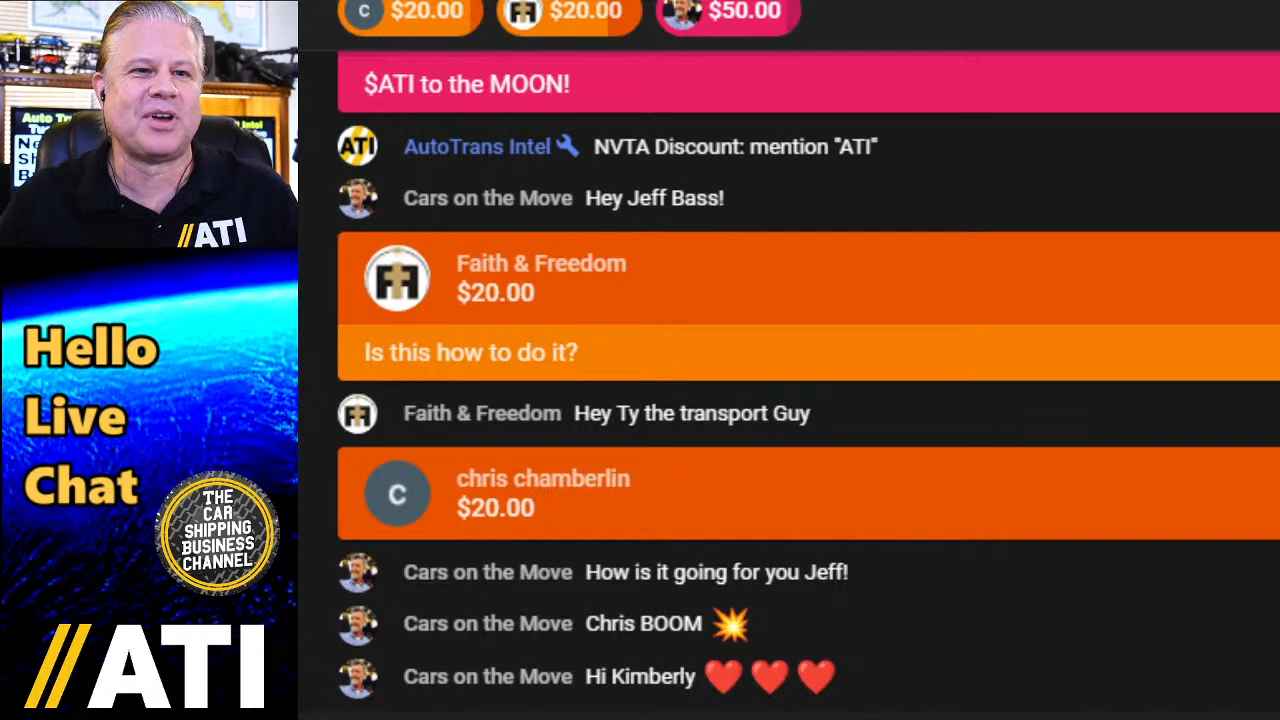 C $20.00 $20.00 $50.00
$ATI to the MOON!
ATI AutoTrans Intel NVTA Discount: mention "ATI"
Cars on the Move Hey Jeff Bass!
Faith & Freedom
$20.00
Is this how to do it?
Faith & Freedom Hey Ty the transport Guy
C
chris chamberlin
$20.00
Cars on the Move How is it going for you Jeff!
Cars on the Move Chris BOOM
Cars on the Move Hi Kimberly
//ATI
Hello
Live
Chat
THE
CAR
SHIPPING
BUSINESS
CHANNEL
//ATI